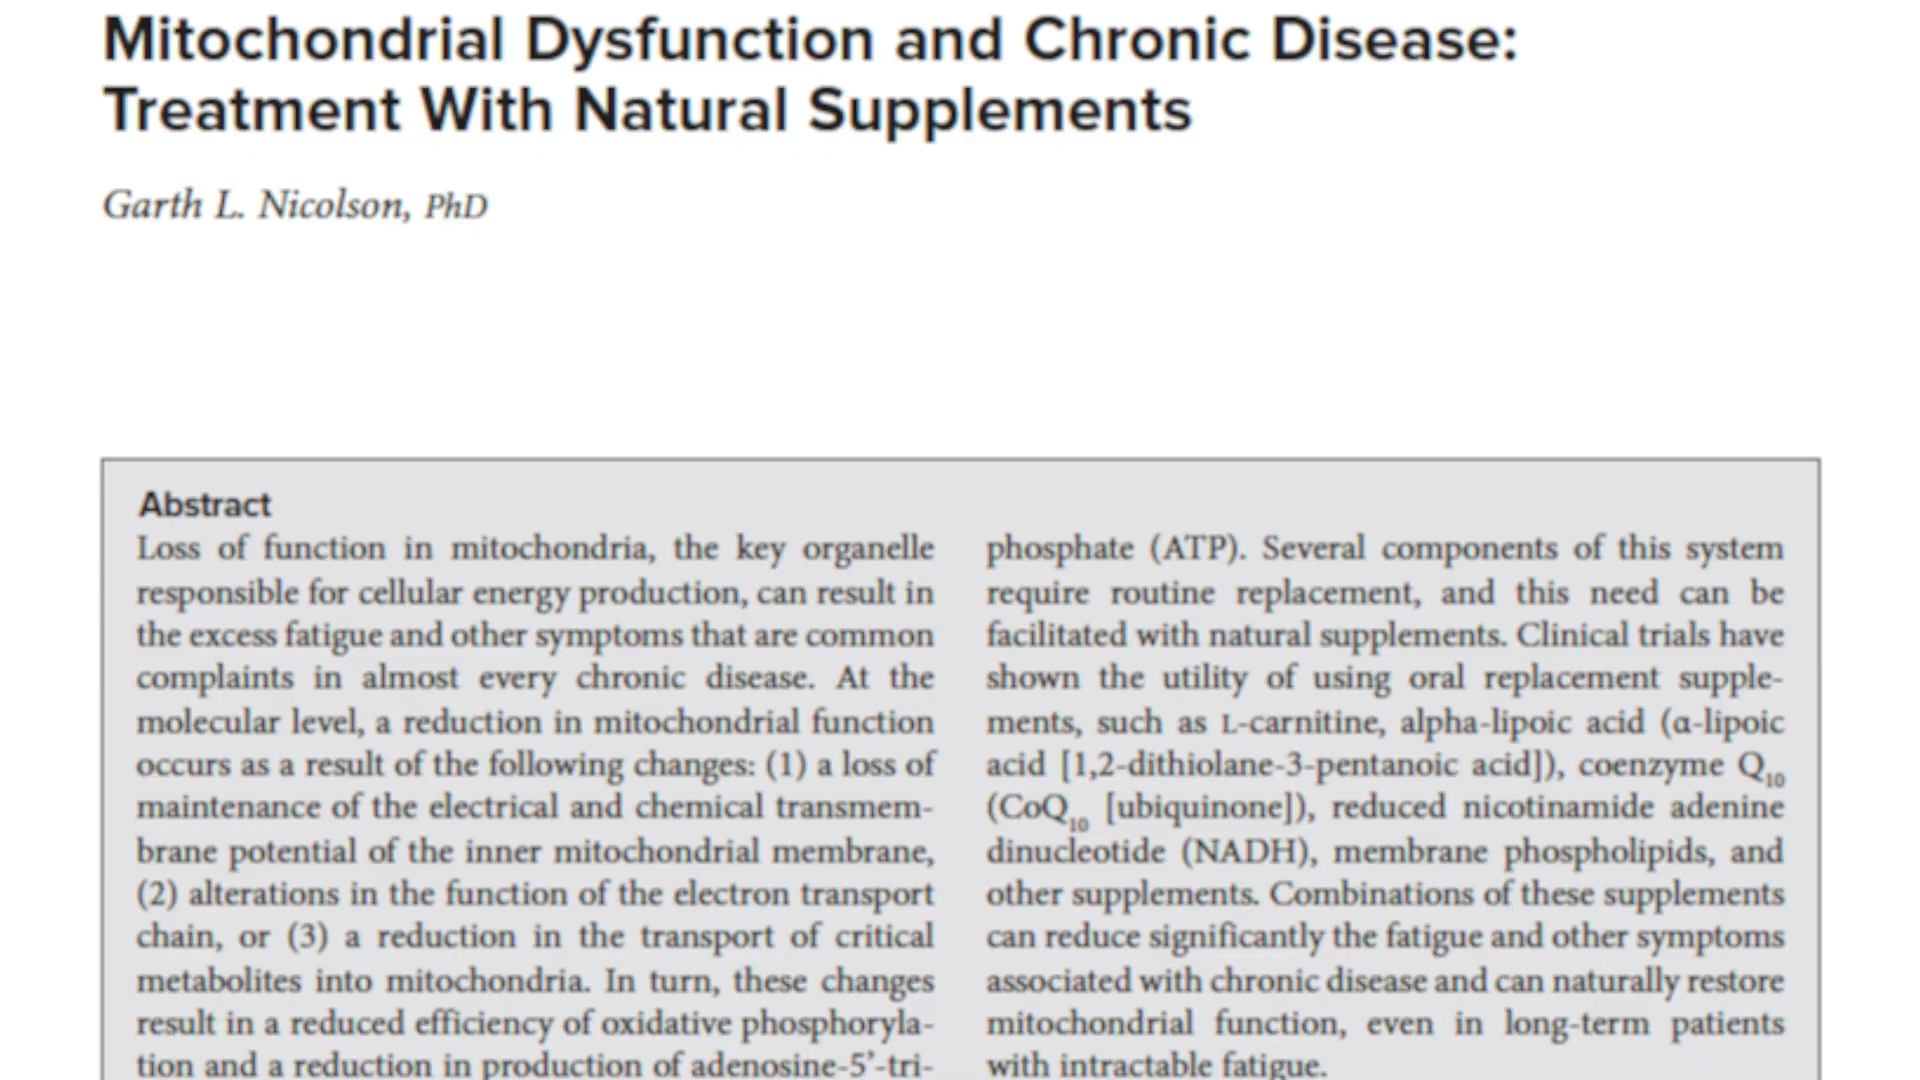 Mitochondrial Dysfunction and Chronic Disease:
Treatment With Natural Supplements
Garth L. Nicolson, PhD
Abstract
Loss of function in mitochondria, the key organelle
responsible for cellular energy production, can result in
the excess fatigue and other symptoms that are common
complaints in almost every chronic disease. At the
molecular level, a reduction in mitochondrial function
occurs as a result of the following changes: (1) a loss of
maintenance of the electrical and chemical transmem-
brane potential of the inner mitochondrial membrane,
(2) alterations in the function of the electron transport
chain, or (3) a reduction in the transport of critical
metabolites into mitochondria. In turn, these changes
result in a reduced efficiency of oxidative phosphoryla-
tion and a reduction in production of adenosine-5’-tri-
phosphate (ATP). Several components of this system
require routine replacement, and this need can be
facilitated with natural supplements. Clinical trials have
shown the utility of using oral replacement supple-
ments, such as L-carnitine, alpha-lipoic acid (α-lipoic
acid [1,2-dithiolane-3-pentanoic acid]), coenzyme Q10
(CoQ10 [ubiquinone]), reduced nicotinamide adenine
dinucleotide (NADH), membrane phospholipids, and
other supplements. Combinations of these supplements
can reduce significantly the fatigue and other symptoms
associated with chronic disease and can naturally restore
mitochondrial function, even in long-term patients
with intractable fatigue.